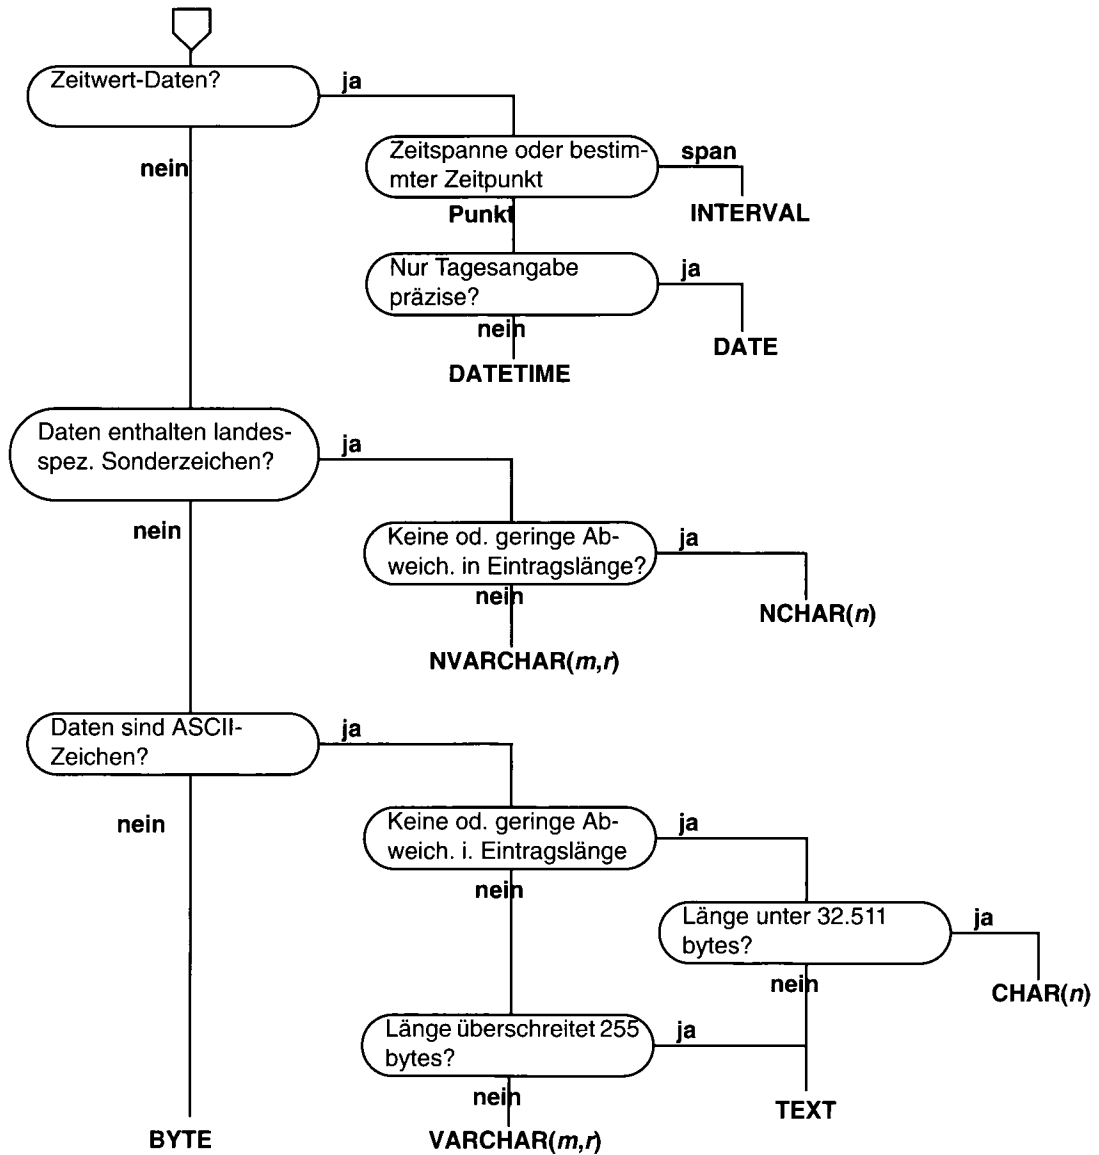 Zeitwert-Daten?
ja
nein
Zeitspanne oder bestim-
mter Zeitpunkt
span
INTERVAL
Punkt
Nur Tagesangabe
präzise?
ja
DATE
nein
DATETIME
Daten enthalten landes-
spez. Sonderzeichen?
ja
nein
Keine od. geringe Ab-
weich. in Eintragslänge?
ja
NCHAR(n)
nein
NVARCHAR(m,r)
Daten sind ASCII-
Zeichen?
ja
nein
Keine od. geringe Ab-
weich. i. Eintragslänge
ja
nein
Länge unter 32.511
bytes?
ja
CHAR(n)
nein
Länge überschreitet 255
bytes?
ja
TEXT
nein
VARCHAR(m,r)
BYTE